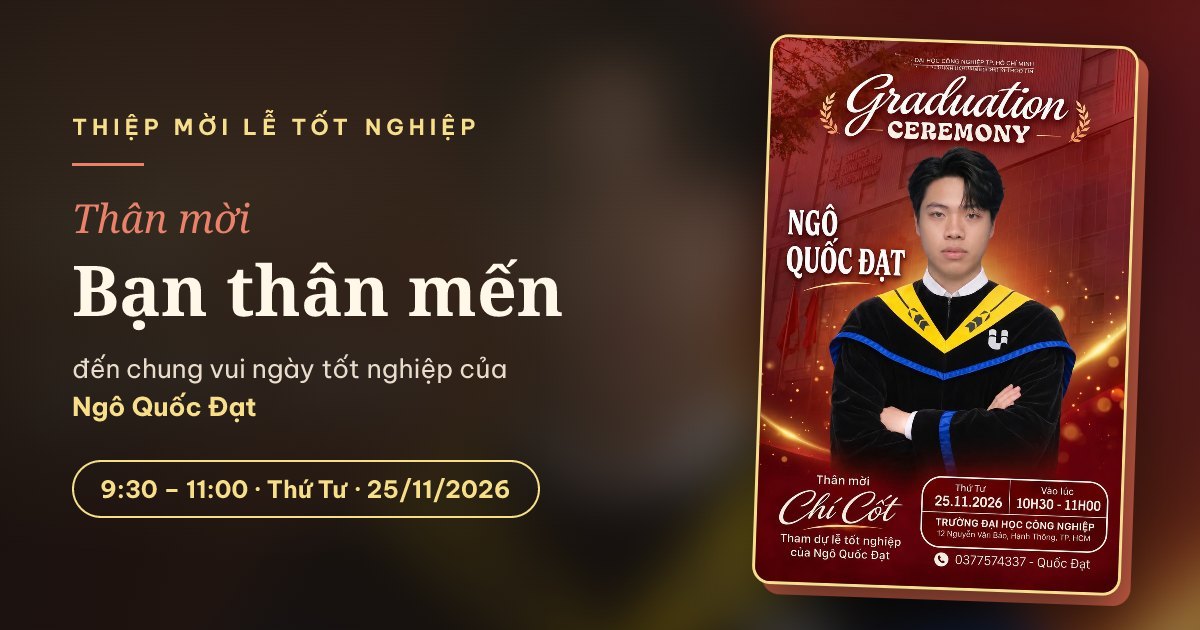 THIỆP MỜI LỄ TỐT NGHIỆP
Thân mời
Bạn thân mến
đến chung vui ngày tốt nghiệp của
Ngô Quốc Đạt
9:30 – 11:00 · Thứ Tư · 25/11/2026
ĐẠI HỌC CÔNG NGHIỆP TP. HỒ CHÍ MINH
Graduation
CEREMONY
NGÔ
QUỐC ĐẠT
Thân mời
Chí Cốt
Tham dự lễ tốt nghiệp
của Ngô Quốc Đạt
Thứ Tư
25.11.2026
Vào lúc
10H30 - 11H00
TRƯỜNG ĐẠI HỌC CÔNG NGHIỆP
12 Nguyễn Văn Bảo, Hạnh Thông, TP. HCM
0377574337 - Quốc Đạt